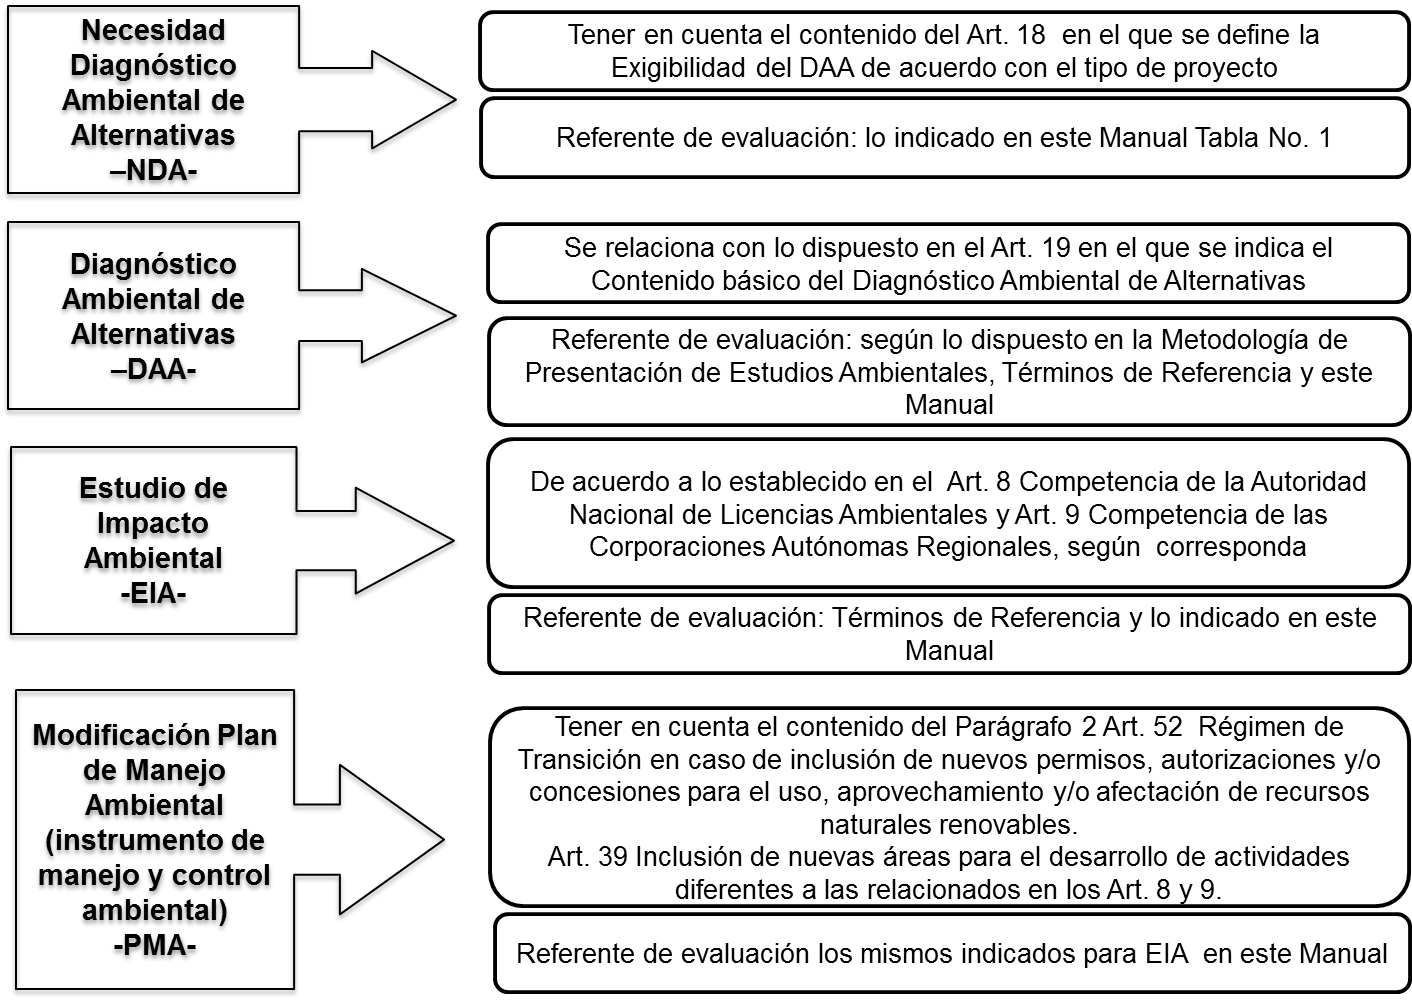 Necesidad
Diagnóstico
Ambiental de
Alternativas
–NDA-
Tener en cuenta el contenido del Art. 18 en el que se define la
Exigibilidad del DAA de acuerdo con el tipo de proyecto
Referente de evaluación: lo indicado en este Manual Tabla No. 1
Diagnóstico
Ambiental de
Alternativas
–DAA-
Se relaciona con lo dispuesto en el Art. 19 en el que se indica el
Contenido básico del Diagnóstico Ambiental de Alternativas
Referente de evaluación: según lo dispuesto en la Metodología de
Presentación de Estudios Ambientales, Términos de Referencia y este
Manual
Estudio de
Impacto
Ambiental
-EIA-
De acuerdo a lo establecido en el Art. 8 Competencia de la Autoridad
Nacional de Licencias Ambientales y Art. 9 Competencia de las
Corporaciones Autónomas Regionales, según corresponda
Referente de evaluación: Términos de Referencia y lo indicado en este
Manual
Modificación Plan
de Manejo
Ambiental
(instrumento de
manejo y control
ambiental)
-PMA-
Tener en cuenta el contenido del Parágrafo 2 Art. 52 Régimen de
Transición en caso de inclusión de nuevos permisos, autorizaciones y/o
concesiones para el uso, aprovechamiento y/o afectación de recursos
naturales renovables.
Art. 39 Inclusión de nuevas áreas para el desarrollo de actividades
diferentes a las relacionados en los Art. 8 y 9.
Referente de evaluación los mismos indicados para EIA en este Manual